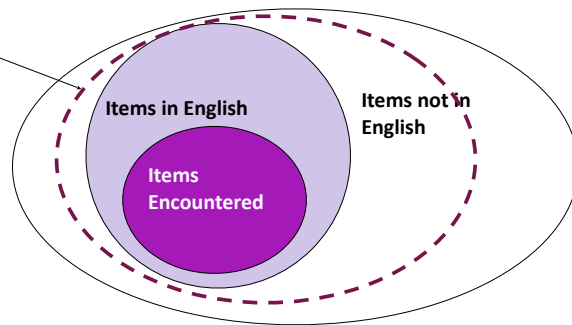 Items in English
Items not in
English
Items
Encountered